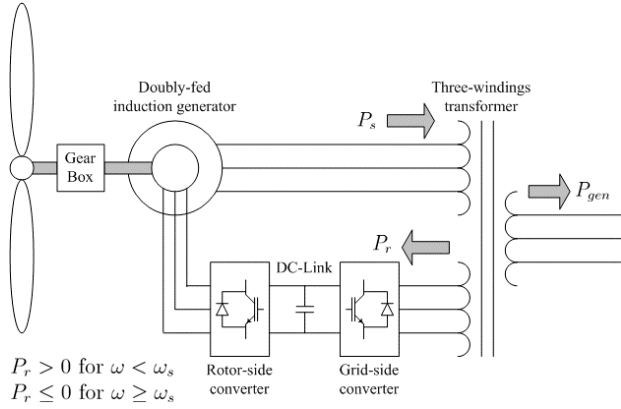 Doubly-fed
induction generator
Three-windings
transformer
P_s
Gear
Box
P_gen
P_r
DC-Link
Rotor-side
converter
Grid-side
converter
P_r > 0 for ω < ω_s
P_r ≤ 0 for ω ≥ ω_s